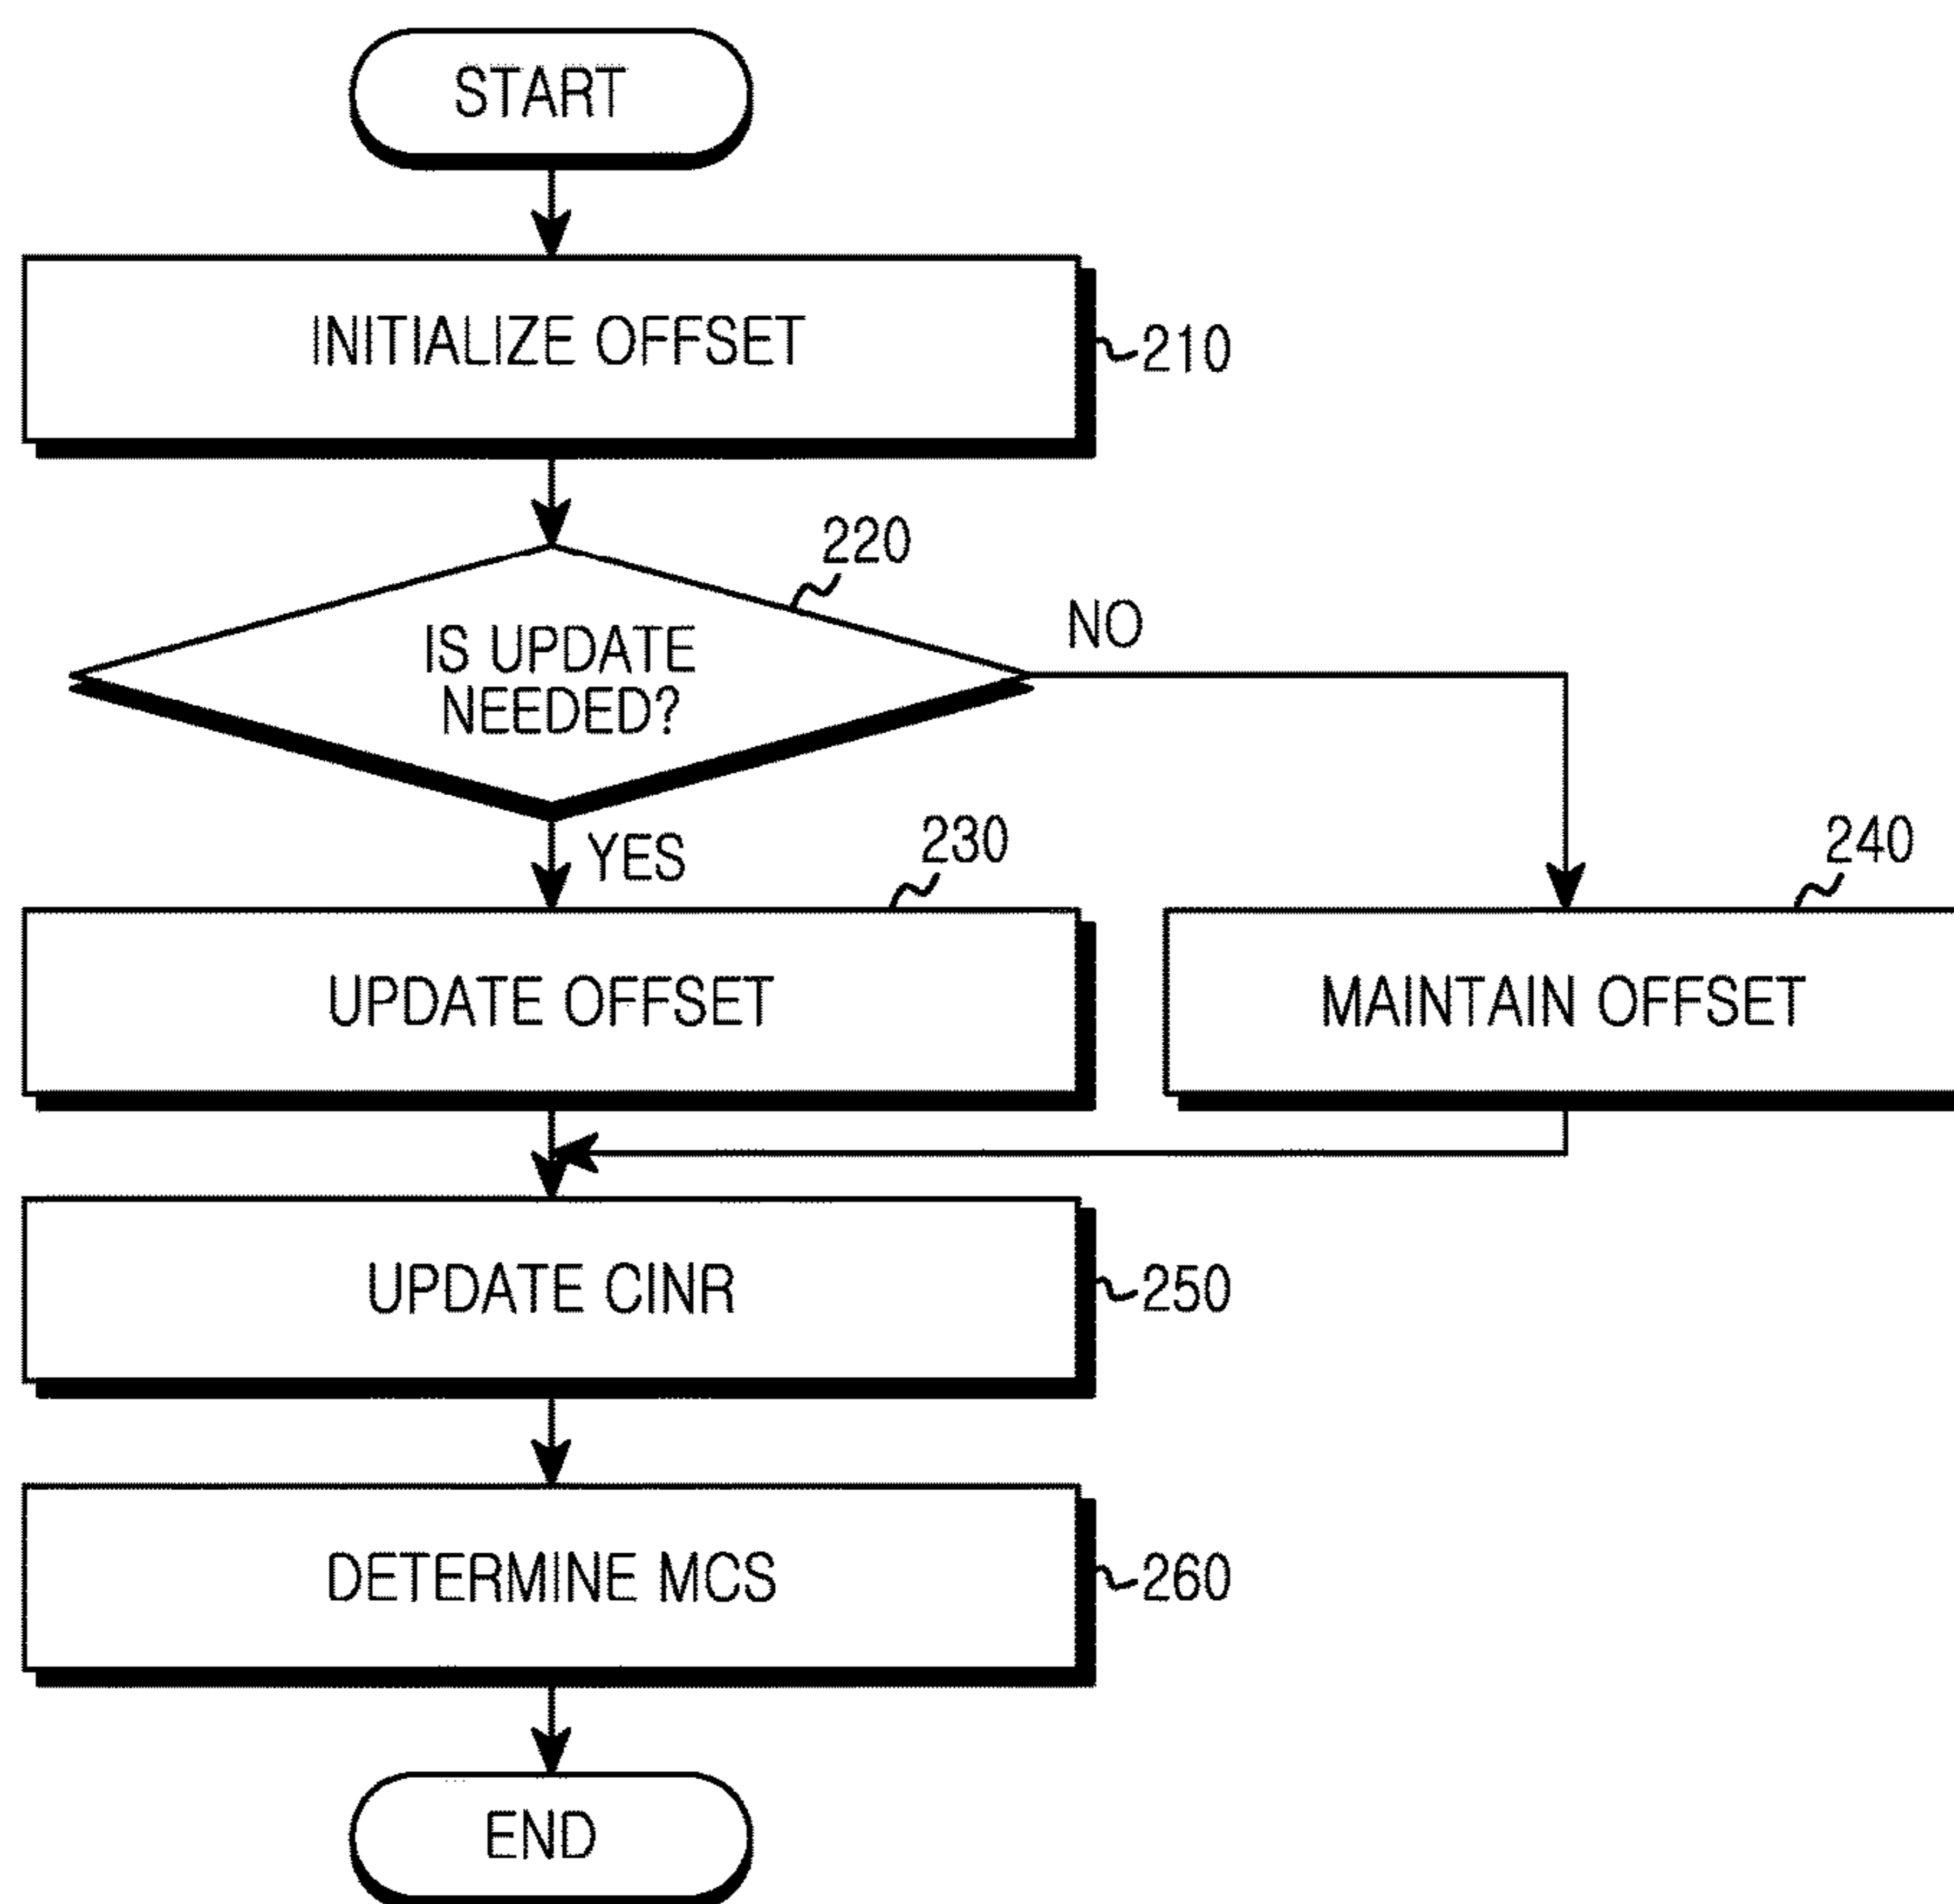 START
INITIALIZE OFFSET
210
220
IS UPDATE
NEEDED?
NO
YES
230
240
UPDATE OFFSET
MAINTAIN OFFSET
UPDATE CINR
250
DETERMINE MCS
260
END